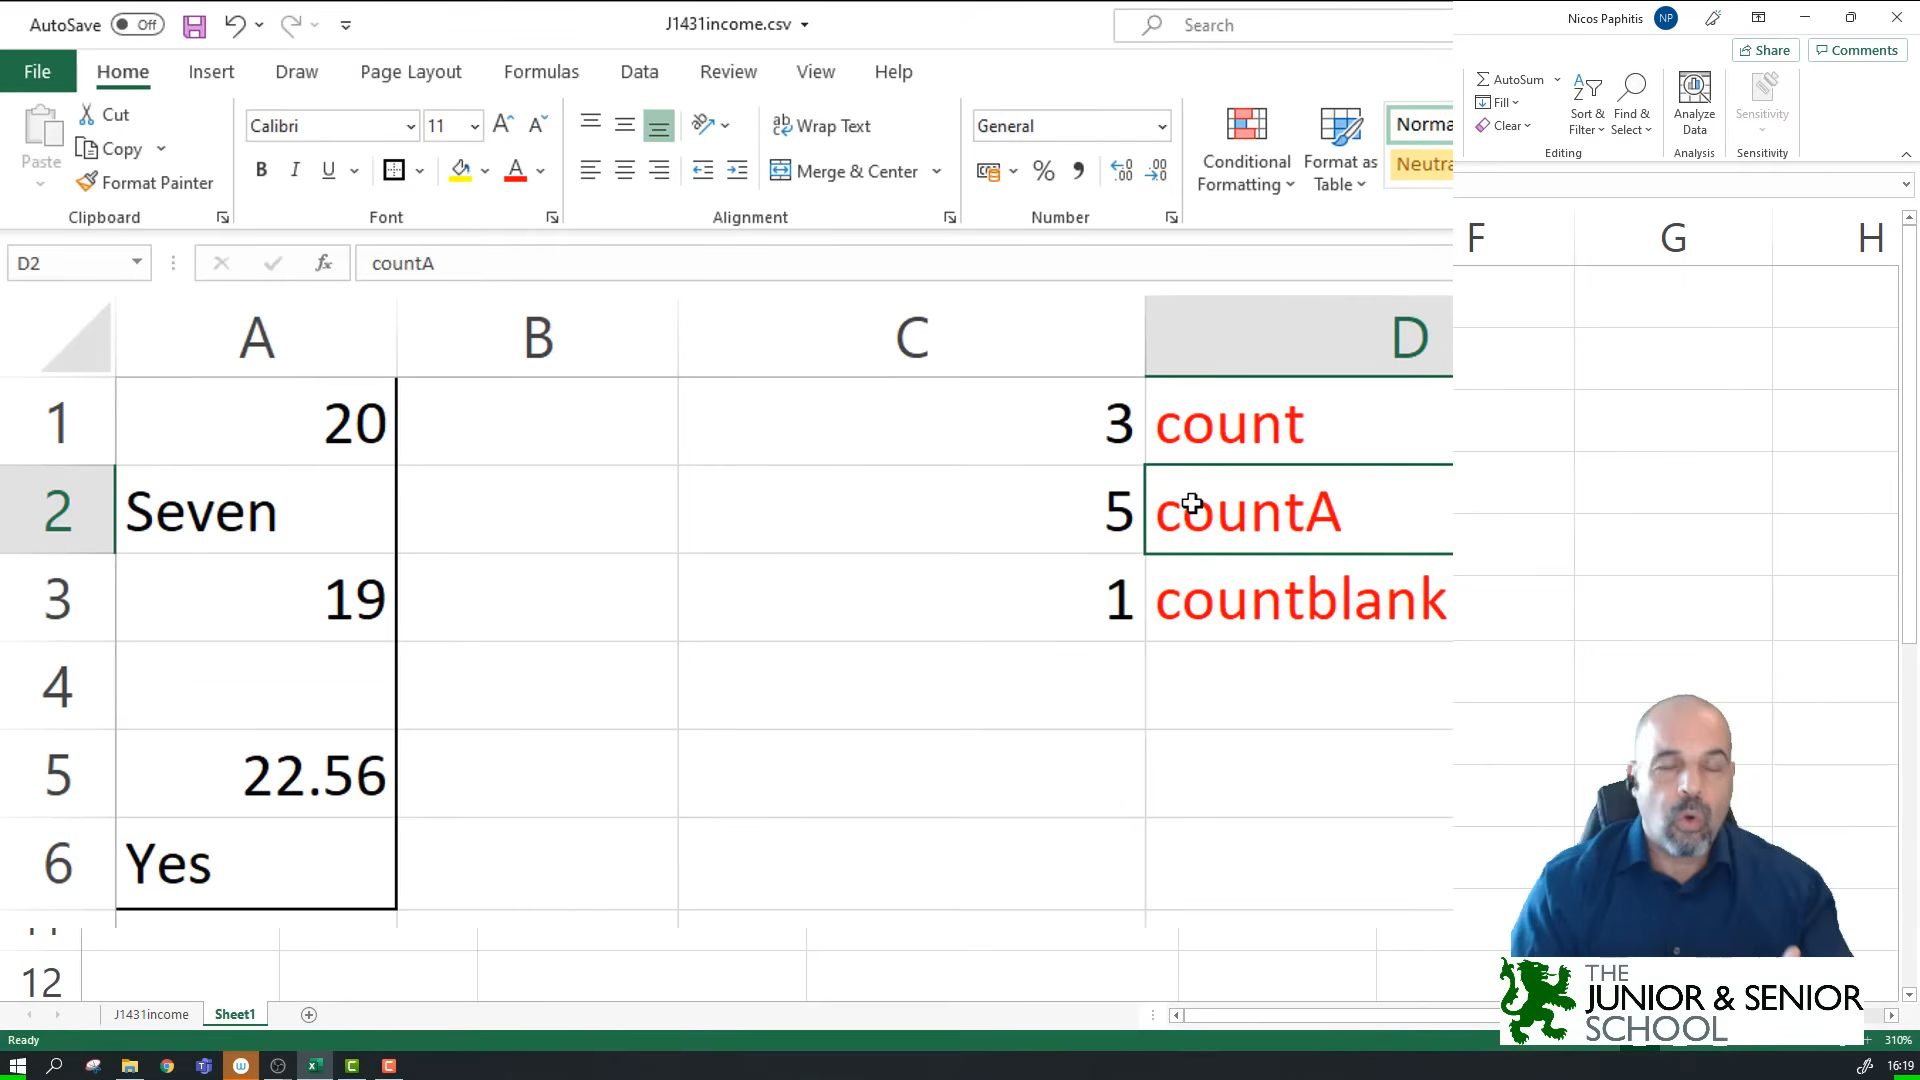 AutoSave Off J1431income.csv Search Nicos Paphitis NP
File Home Insert Draw Page Layout Formulas Data Review View Help Share Comments
Paste Cut Copy Format Painter Clipboard
Calibri 11 B I U A Font
ab Wrap Text Merge & Center Alignment
General % Number
Conditional Formatting Format as Table
AutoSum Fill Clear Sort & Filter Find & Select Editing
Analyze Data Analysis
Sensitivity Sensitivity
D2 fx countA
A B C D F G H
1 20 3 count
2 Seven 5 countA
3 19 1 countblank
4
5 22.56
6 Yes
12
THE
JUNIOR & SENIOR
SCHOOL
J1431income Sheet1
Ready 310%
16:19